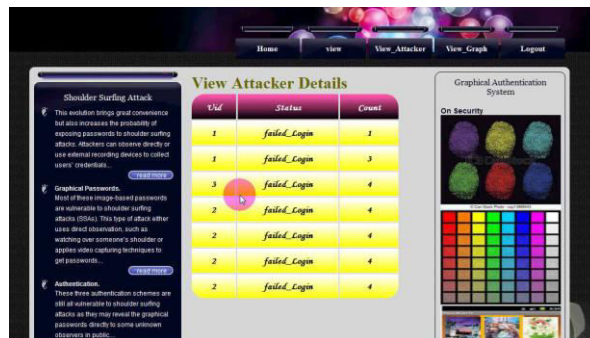 Home view View_Attacker View_Graph Logout
Shoulder Surfing Attack
This evolution brings great convenience
but also increases the probability of
exposing passwords to shoulder surfing
attacks. Attackers can observe directly or
use external recording devices to collect
users' credentials...
read more
Graphical Passwords.
Most of these image-based passwords
are vulnerable to shoulder surfing
attacks (SSAs). This type of attack either
uses direct observation, such as
watching over someone's shoulder or
applies video capturing techniques to
get passwords...
read more
Authentication.
These three authentication schemes are
still all vulnerable to shoulder surfing
attacks as they may reveal the graphical
passwords directly to some unknown
observers in public...
View Attacker Details
Uid Status Count
1 failed_Login 1
1 failed_Login 3
3 failed_Login 4
2 failed_Login 4
2 failed_Login 4
2 failed_Login 4
2 failed_Login 4
Graphical Authentication
System
On Security